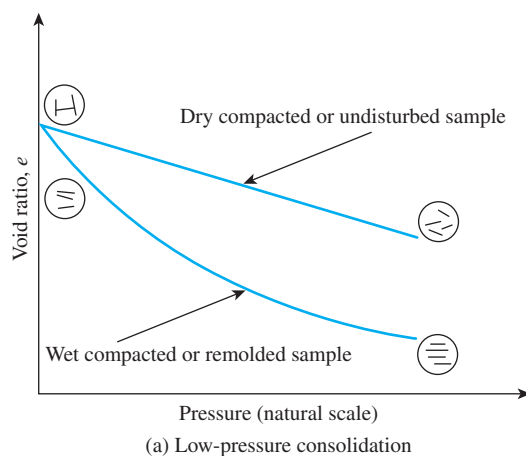 Dry compacted or undisturbed sample
Void ratio, e
Wet compacted or remolded sample
Pressure (natural scale)
(a) Low-pressure consolidation